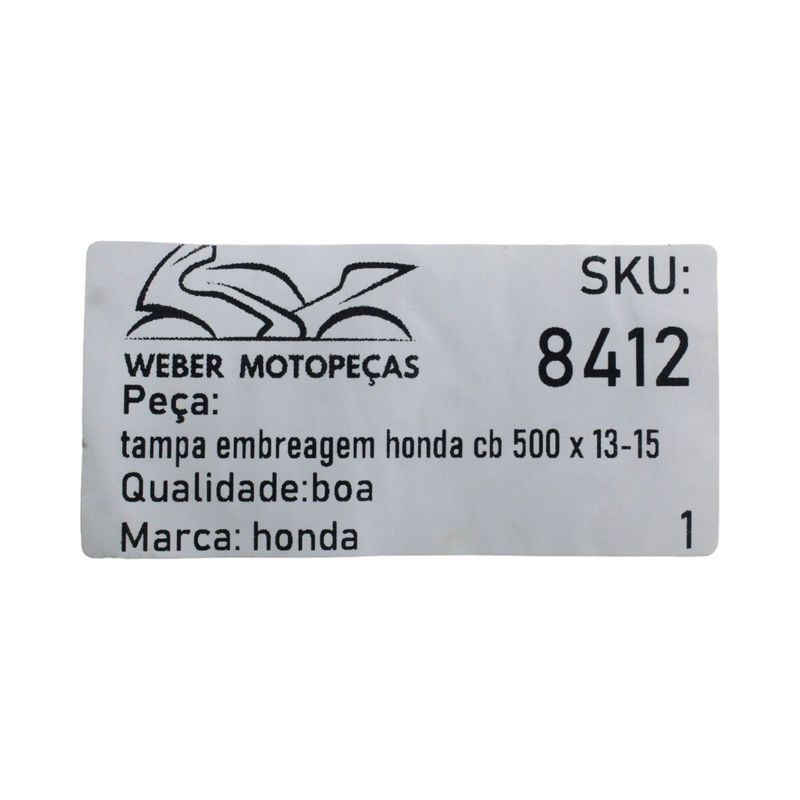 WEBER MOTOPEÇAS
SKU:
8412
Peça:
tampa embreagem honda cb 500 x 13-15
Qualidade:boa
Marca: honda
1